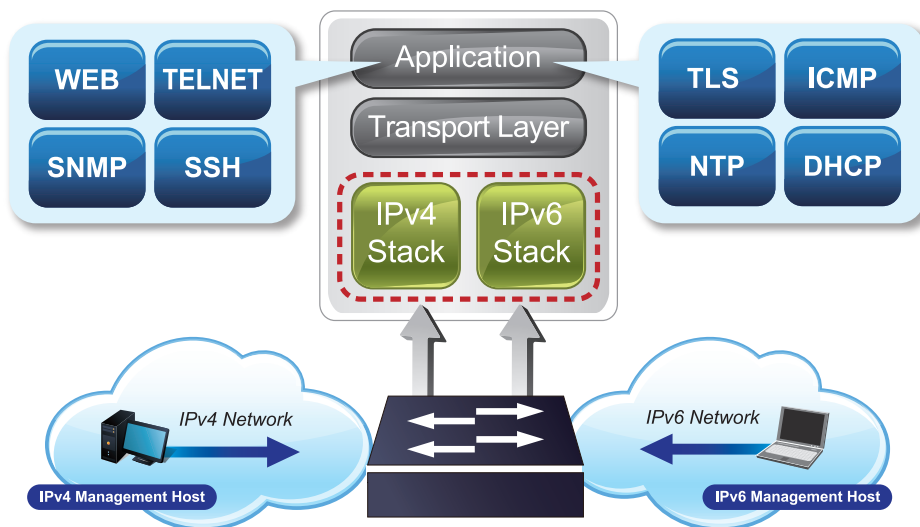 WEB
TELNET
SNMP
SSH
Application
Transport Layer
IPv4
Stack
IPv6
Stack
TLS
ICMP
NTP
DHCP
IPv4 Network
IPv4 Management Host
IPv6 Network
IPv6 Management Host